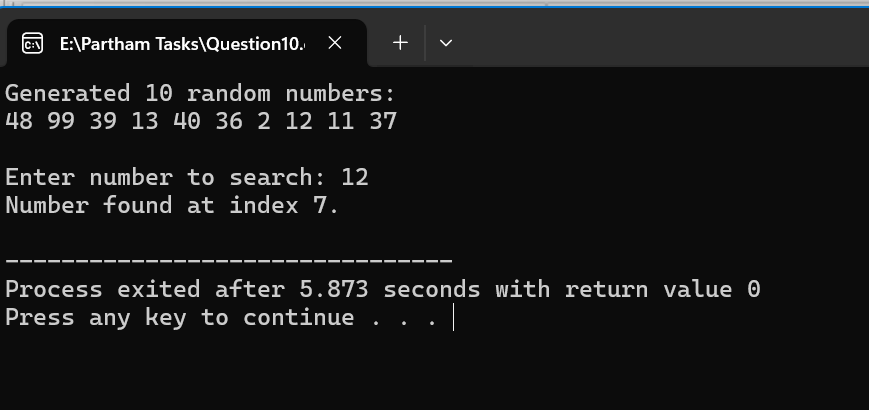 E:\Partham Tasks\Question10.
Generated 10 random numbers:
48 99 39 13 40 36 2 12 11 37
Enter number to search: 12
Number found at index 7.
--------------------------------
Process exited after 5.873 seconds with return value 0
Press any key to continue . . .